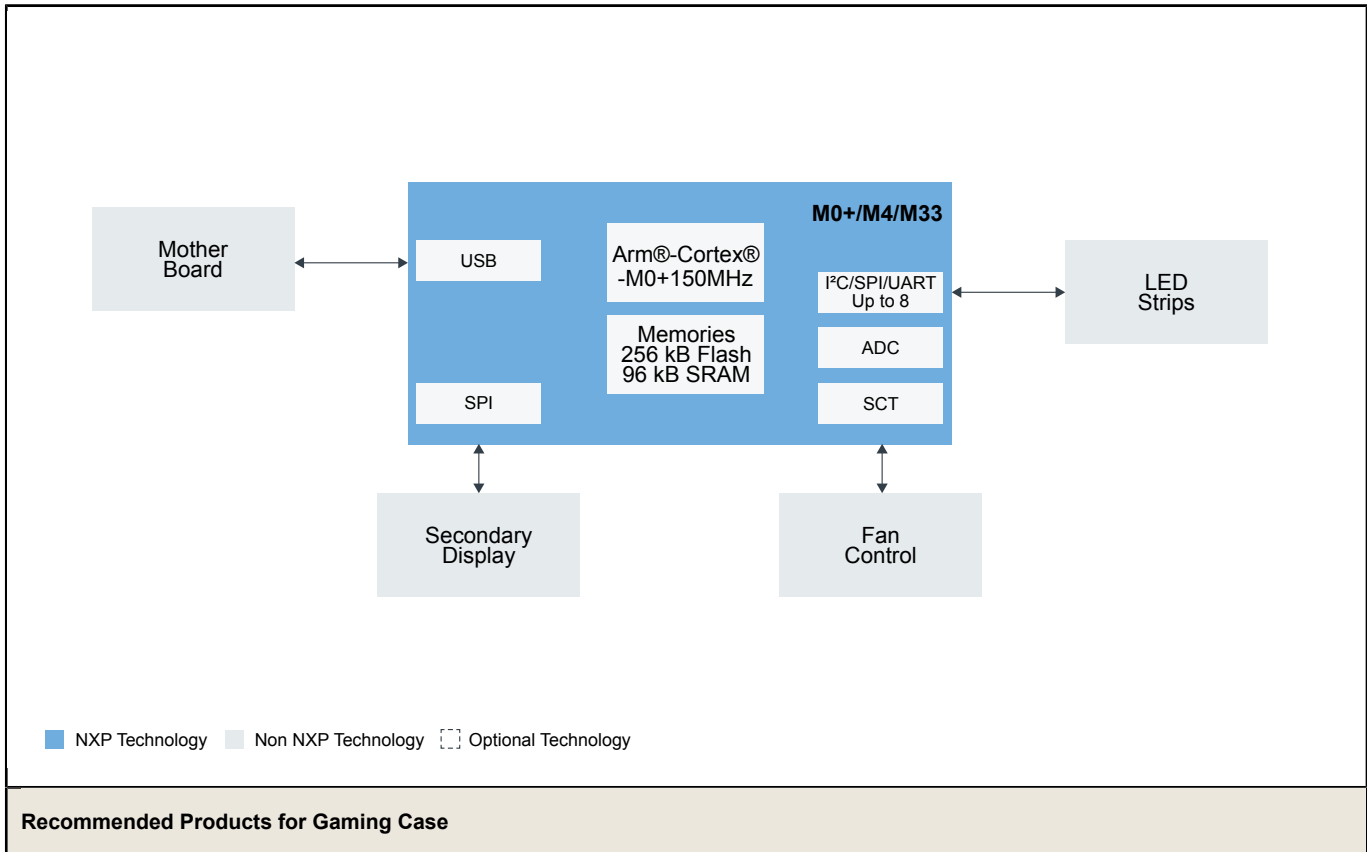 M0+/M4/M33
Mother
Board
USB
Arm®-Cortex®
-M0+150MHz
I²C/SPI/UART
Up to 8
LED
Strips
Memories
256 kB Flash
96 kB SRAM
ADC
SPI
SCT
Secondary
Display
Fan
Control
NXP Technology
Non NXP Technology
Optional Technology
Recommended Products for Gaming Case